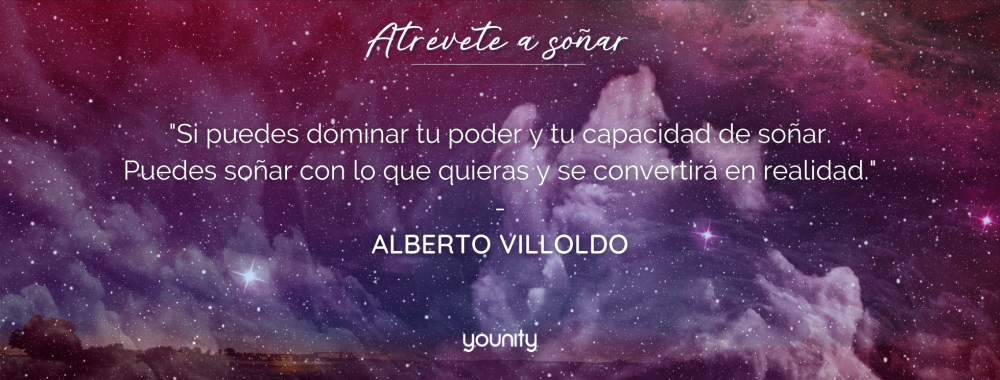 Atrévete a soñar
"Si puedes dominar tu poder y tu capacidad de soñar.
Puedes soñar con lo que quieras y se convertirá en realidad."
-
ALBERTO VILLOLDO
younity